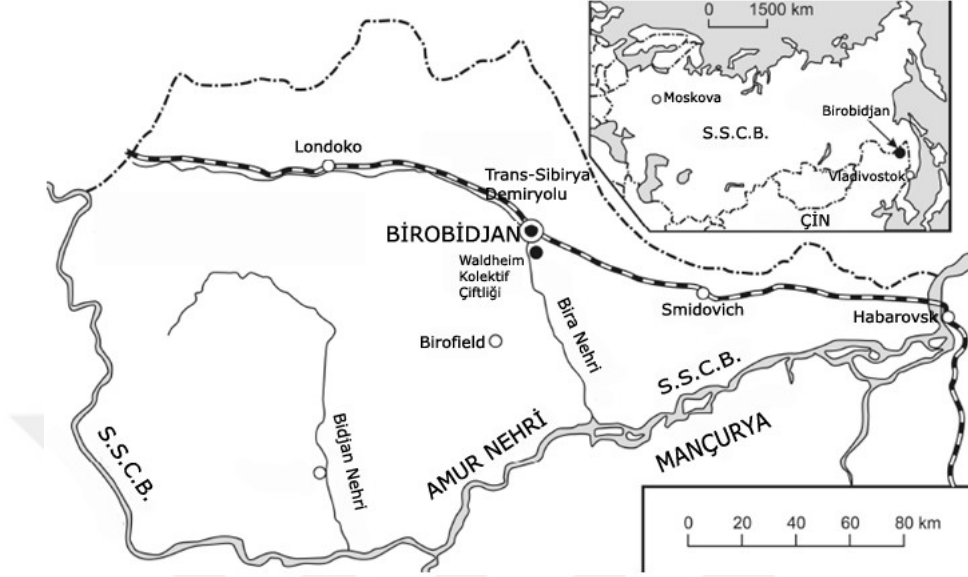 0 1500 km
Moskova
Birobidjan
S.S.C.B.
Vladivostok
ÇİN
Londoko
Trans-Sibirya
Demiryolu
BİROBİDJAN
Waldheim
Kolektif
Çiftliği
Smidovich
Habarovsk
Birofield
Bira Nehri
S.S.C.B.
S.S.C.B.
Bidjan Nehri
AMUR NEHRİ
MANÇURYA
0 20 40 60 80 km